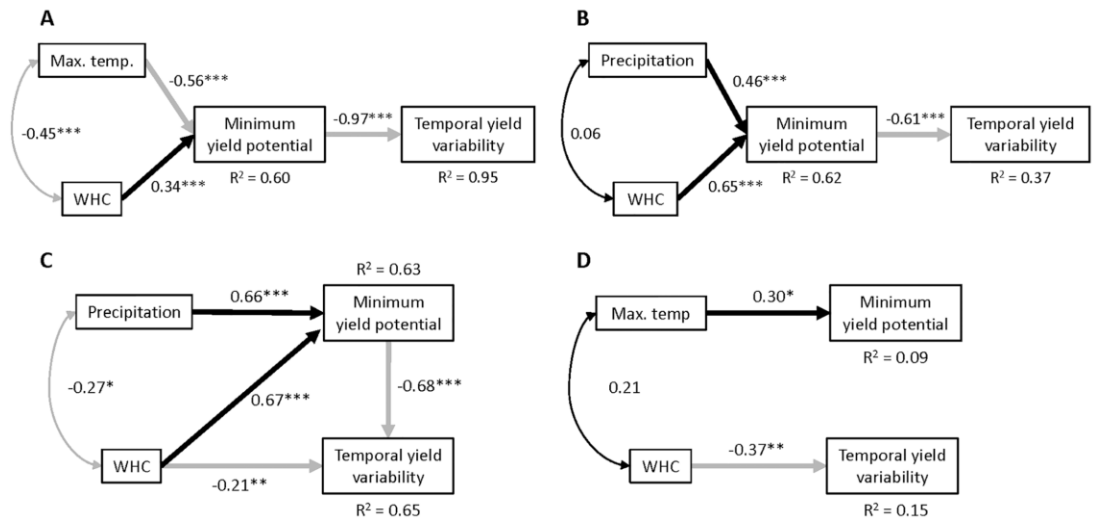 A
Max. temp.
-0.56***
-0.45***
Minimum
yield potential
-0.97***
Temporal yield
variability
WHC
0.34***
R² = 0.60
R² = 0.95
B
Precipitation
0.46***
0.06
Minimum
yield potential
-0.61***
Temporal yield
variability
WHC
0.65***
R² = 0.62
R² = 0.37
C
R² = 0.63
Precipitation
0.66***
Minimum
yield potential
-0.27*
0.67***
-0.68***
WHC
-0.21**
Temporal yield
variability
R² = 0.65
D
Max. temp
0.30*
Minimum
yield potential
R² = 0.09
0.21
WHC
-0.37**
Temporal yield
variability
R² = 0.15